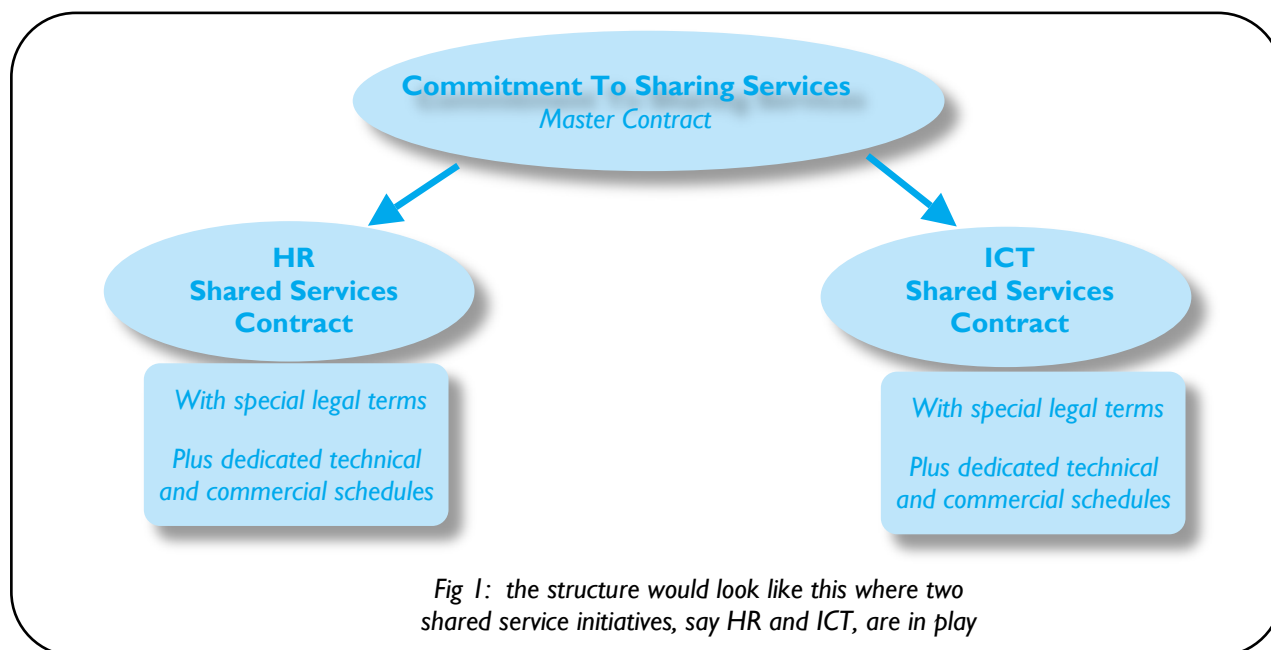 Commitment To Sharing Services
Master Contract
HR
Shared Services
Contract
With special legal terms
Plus dedicated technical
and commercial schedules
ICT
Shared Services
Contract
With special legal terms
Plus dedicated technical
and commercial schedules
Fig 1: the structure would look like this where two
shared service initiatives, say HR and ICT, are in play